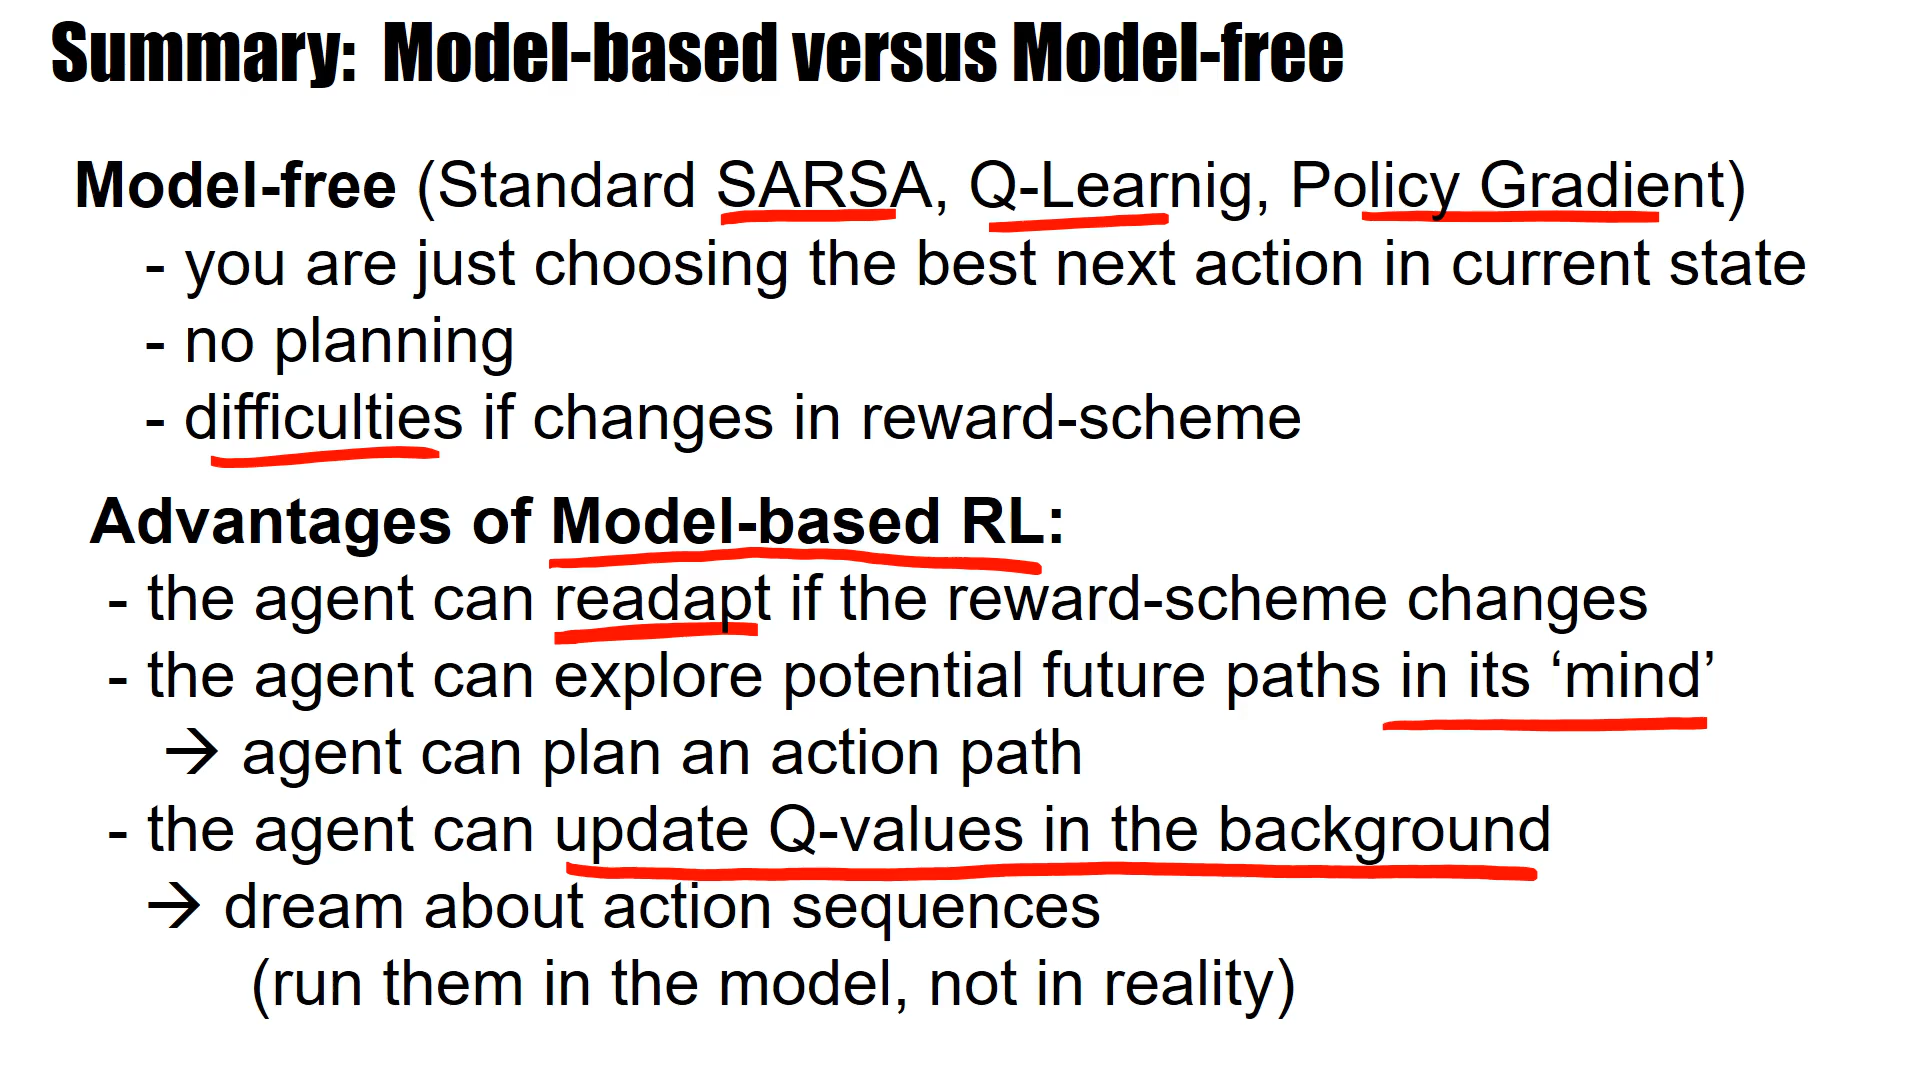 Summary: Model-based versus Model-free
Model-free (Standard SARSA, Q-Learnig, Policy Gradient)
- you are just choosing the best next action in current state
- no planning
- difficulties if changes in reward-scheme
Advantages of Model-based RL:
- the agent can readapt if the reward-scheme changes
- the agent can explore potential future paths in its ‘mind’
→ agent can plan an action path
- the agent can update Q-values in the background
→ dream about action sequences
(run them in the model, not in reality)